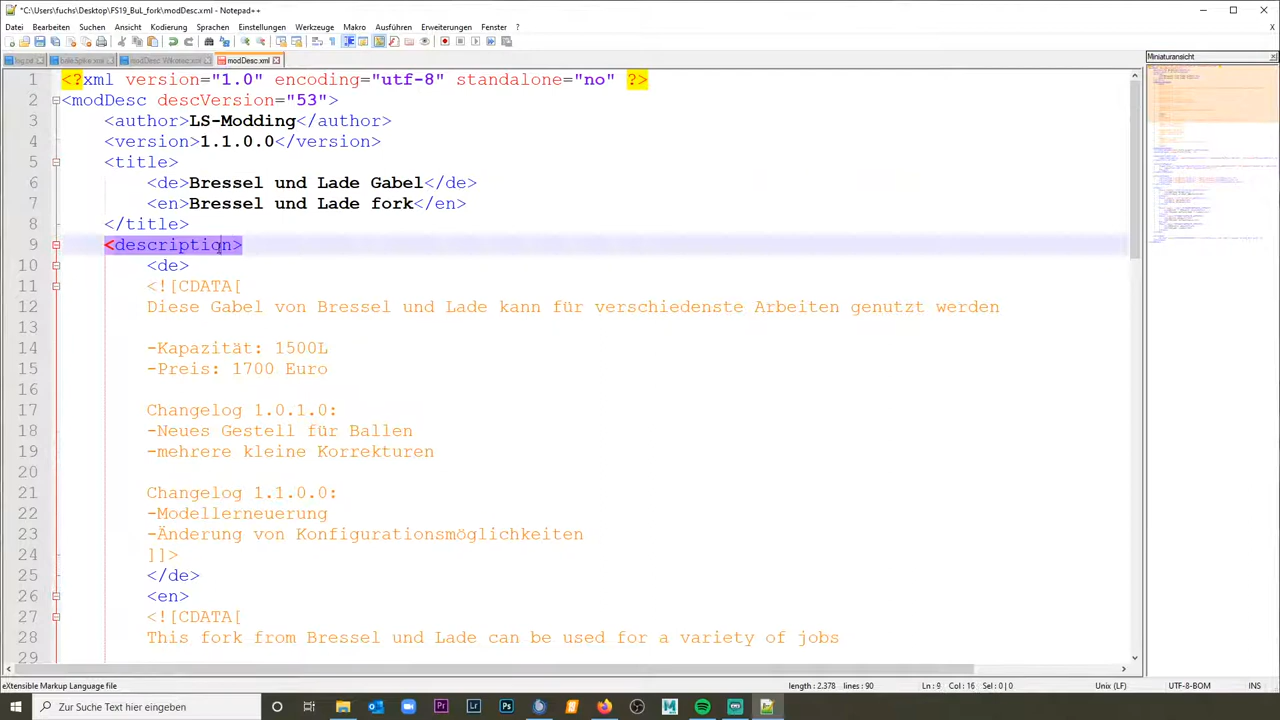 *C:\Users\fuchs\Desktop\FS19_BuL_fork\modDesc.xml - Notepad++
Datei Bearbeiten Suchen Ansicht Kodierung Sprachen Einstellungen Werkzeuge Makro Ausführen Erweiterungen Fenster ? X
log.txt baleSpike.xml modDesc.xml
Miniaturansicht
1 <?xml version="1.0" encoding="utf-8" standalone="no" ?>
2 <modDesc descVersion="53">
3 <author>LS-Modding</author>
4 <version>1.1.0.0</version>
5 <title>
6 <de>Bressel und Lade Gabel</de>
7 <en>Bressel und Lade fork</en>
8 </title>
9 <description>
10 <de>
11 <![CDATA[
12 Diese Gabel von Bressel und Lade kann für verschiedenste Arbeiten genutzt werden
13
14 -Kapazität: 1500L
15 -Preis: 1700 Euro
16
17 Changelog 1.0.1.0:
18 -Neues Gestell für Ballen
19 -mehrere kleine Korrekturen
20
21 Changelog 1.1.0.0:
22 -Modellerneuerung
23 -Änderung von Konfigurationsmöglichkeiten
24 ]]>
25 </de>
26 <en>
27 <![CDATA[
28 This fork from Bressel und Lade can be used for a variety of jobs
29
eXtensible Markup Language file length : 2.378 lines : 90 Ln : 9 Col : 16 Sel : 0 | 0 Unix (LF) UTF-8-BOM INS
Zur Suche Text hier eingeben